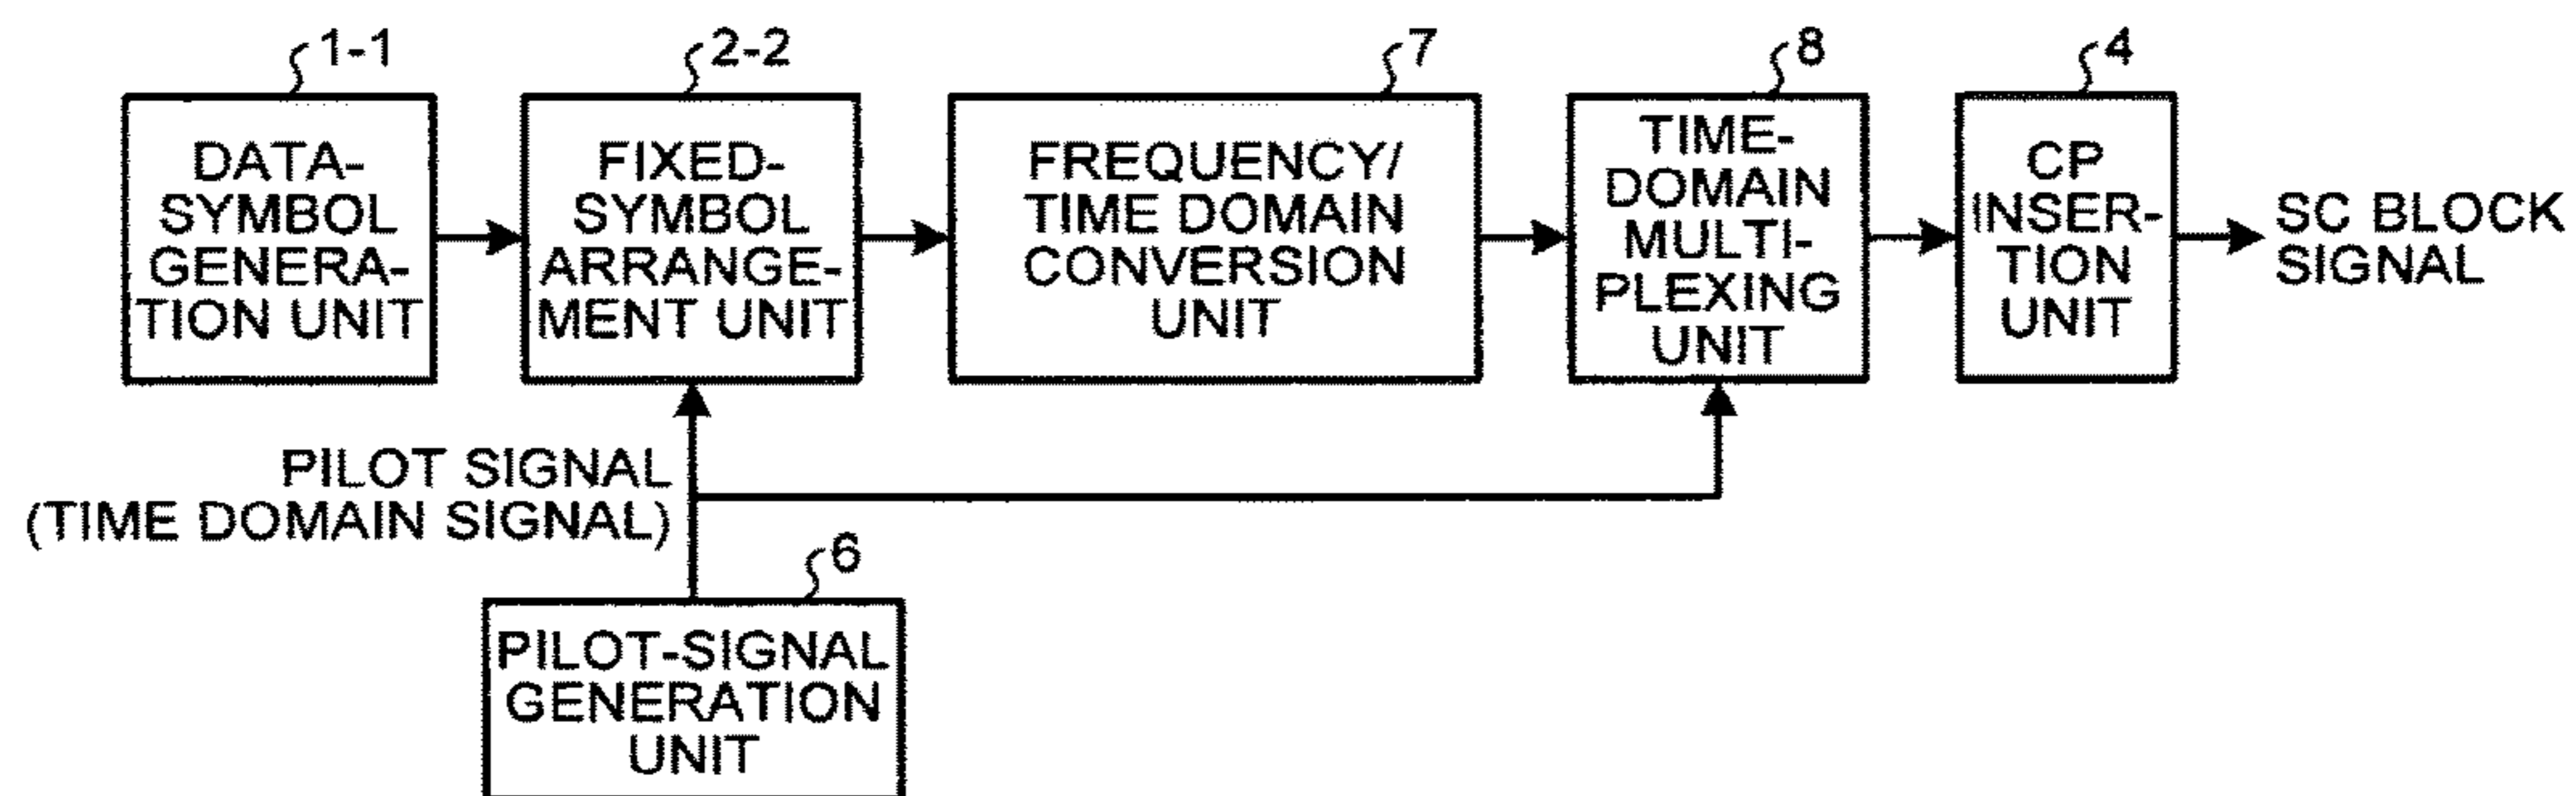 1-1
2-2
7
8
4
DATA-
SYMBOL
GENERA-
TION UNIT
FIXED-
SYMBOL
ARRANGE-
MENT UNIT
FREQUENCY/
TIME DOMAIN
CONVERSION
UNIT
TIME-
DOMAIN
MULTI-
PLEXING
UNIT
CP
INSER-
TION
UNIT
SC BLOCK
SIGNAL
PILOT SIGNAL
(TIME DOMAIN SIGNAL)
6
PILOT-SIGNAL
GENERATION
UNIT